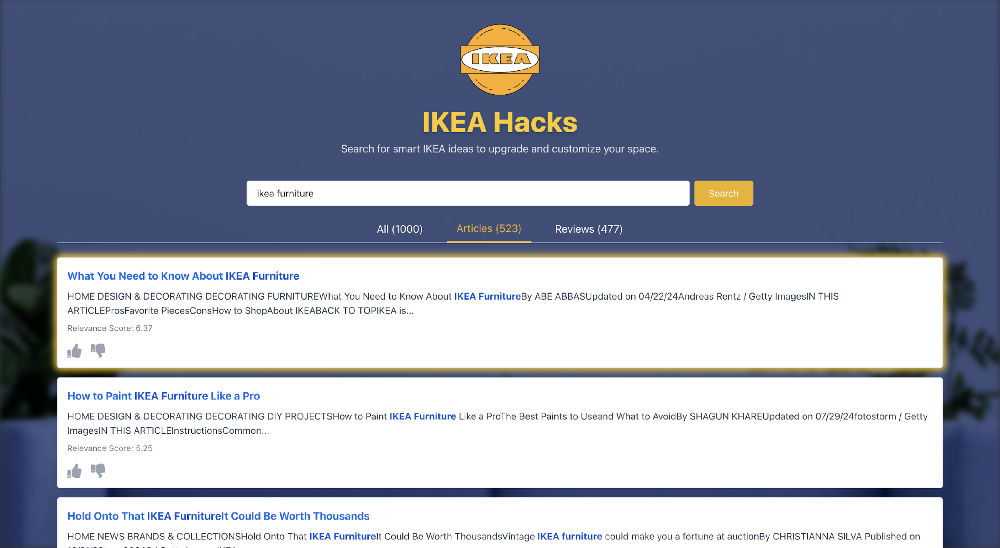 IKEA
IKEA Hacks
Search for smart IKEA ideas to upgrade and customize your space.
ikea furniture
Search
All (1000)
Articles (523)
Reviews (477)
What You Need to Know About IKEA Furniture
HOME DESIGN & DECORATING DECORATING FURNITUREWhat You Need to Know About IKEA FurnitureBy ABE ABBASUpdated on 04/22/24Andreas Rentz / Getty ImagesIN THIS
ARTICLEProsFavorite PiecesConsHow to ShopAbout IKEABACK TO TOPIKEA is...
Relevance Score: 6.37
How to Paint IKEA Furniture Like a Pro
HOME DESIGN & DECORATING DECORATING DIY PROJECTSHow to Paint IKEA Furniture Like a ProThe Best Paints to Useand What to AvoidBy SHAGUN KHAREUpdated on 07/29/24fotostorm / Getty
ImagesIN THIS ARTICLEInstructionsCommon...
Relevance Score: 5.25
Hold Onto That IKEA FurnitureIt Could Be Worth Thousands
HOME NEWS BRANDS & COLLECTIONSHold Onto That IKEA FurnitureIt Could Be Worth ThousandsVintage IKEA furniture could make you a fortune at auctionBy CHRISTIANNA SILVA Published on